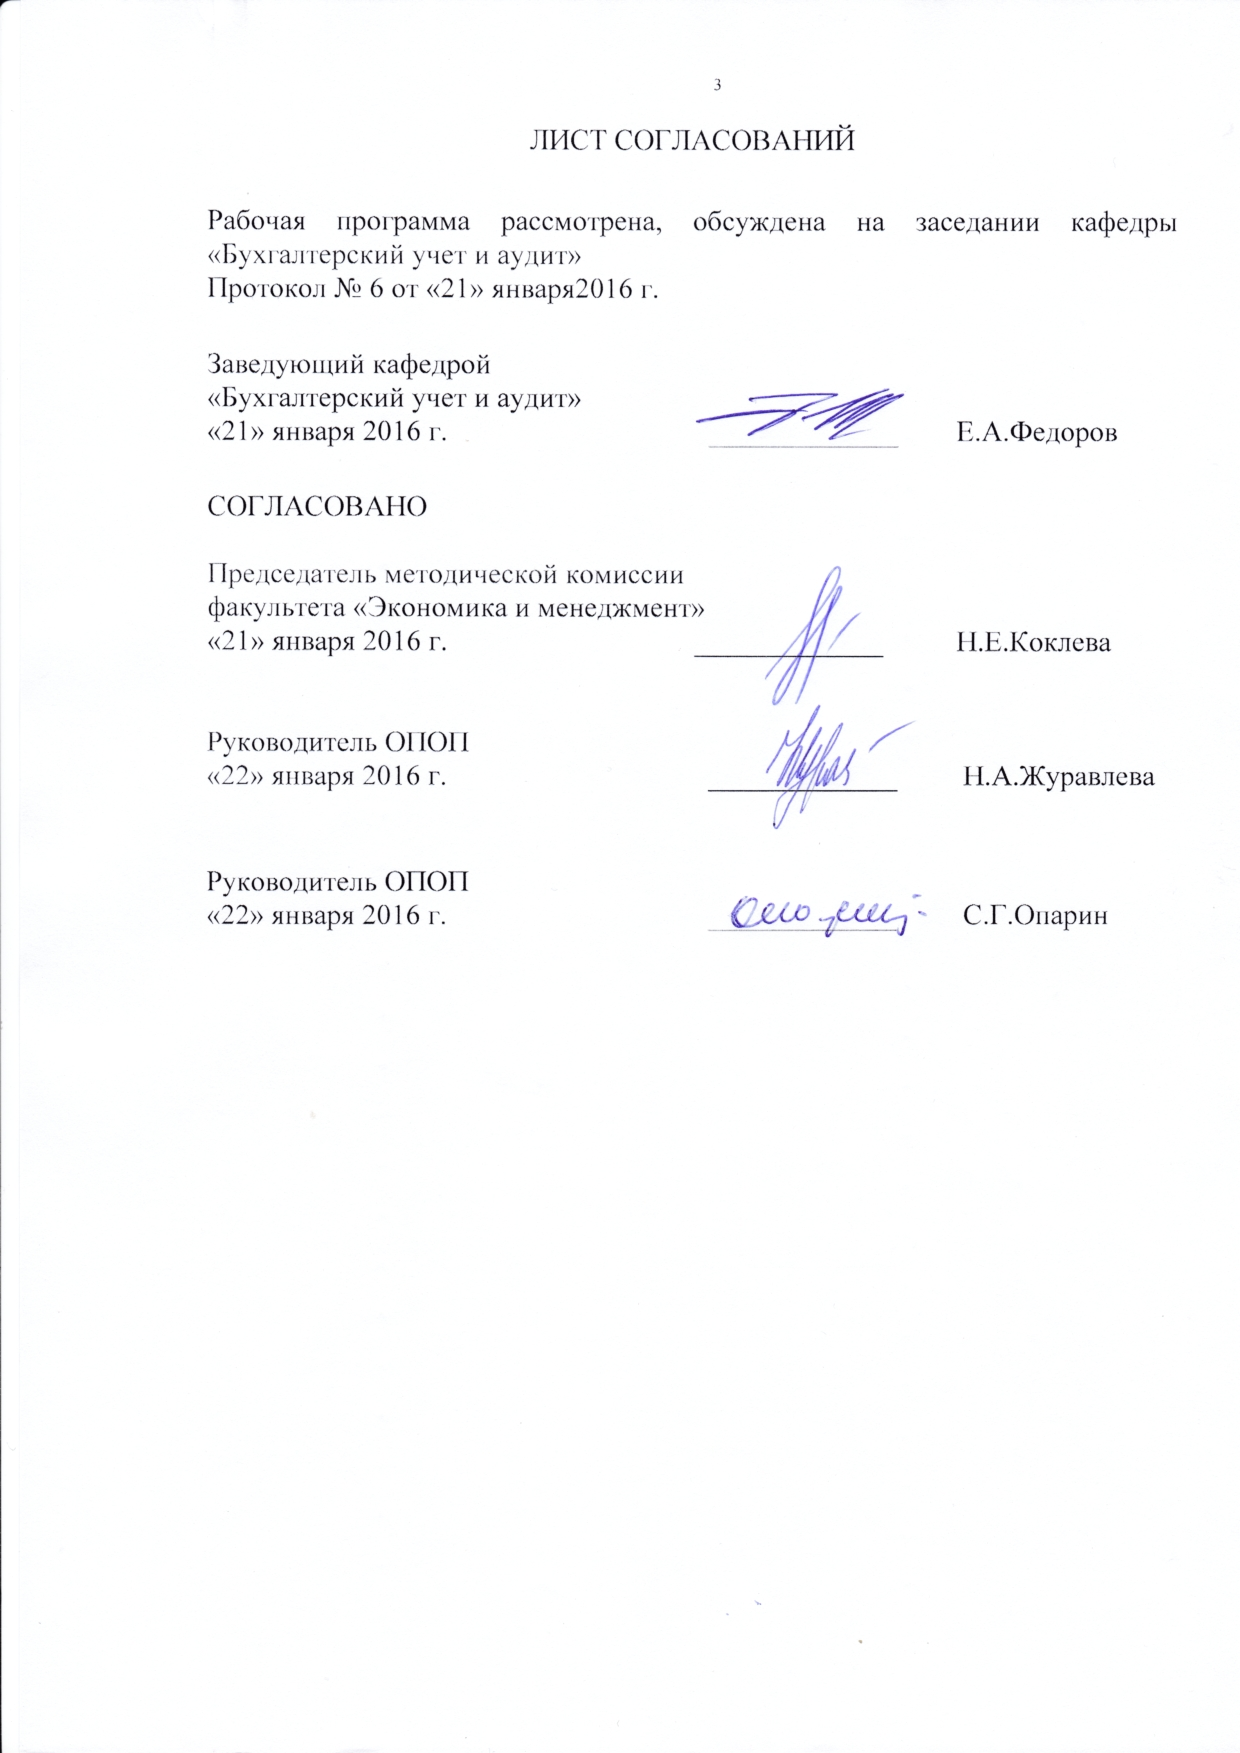 3
ЛИСТ СОГЛАСОВАНИЙ
Рабочая программа рассмотрена, обсуждена на заседании кафедры
«Бухгалтерский учет и аудит»
Протокол № 6 от «21» января2016 г.
Заведующий кафедрой
«Бухгалтерский учет и аудит»
«21» января 2016 г. Е.А.Федоров
СОГЛАСОВАНО
Председатель методической комиссии
факультета «Экономика и менеджмент»
«21» января 2016 г. Н.Е.Коклева
Руководитель ОПОП
«22» января 2016 г. Н.А.Журавлева
Руководитель ОПОП
«22» января 2016 г. С.Г.Опарин